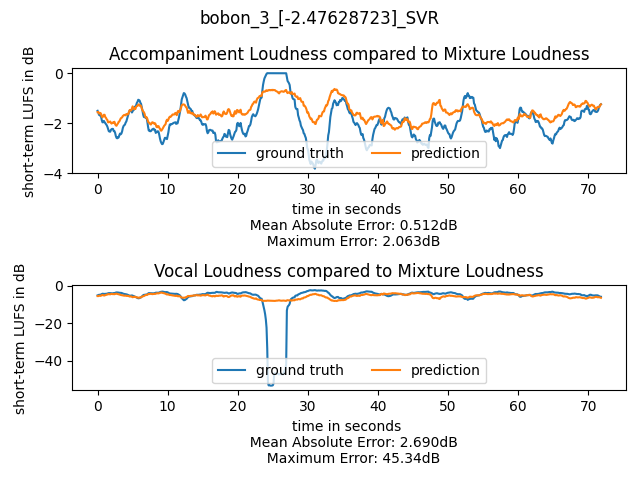 bobon_3_[-2.47628723]_SVR
Accompaniment Loudness compared to Mixture Loudness
short-term LUFS in dB
0
−2
−4
ground truth prediction
0 10 20 30 40 50 60 70
time in seconds
Mean Absolute Error: 0.512dB
Maximum Error: 2.063dB
Vocal Loudness compared to Mixture Loudness
short-term LUFS in dB
0
−20
−40
ground truth prediction
0 10 20 30 40 50 60 70
time in seconds
Mean Absolute Error: 2.690dB
Maximum Error: 45.34dB